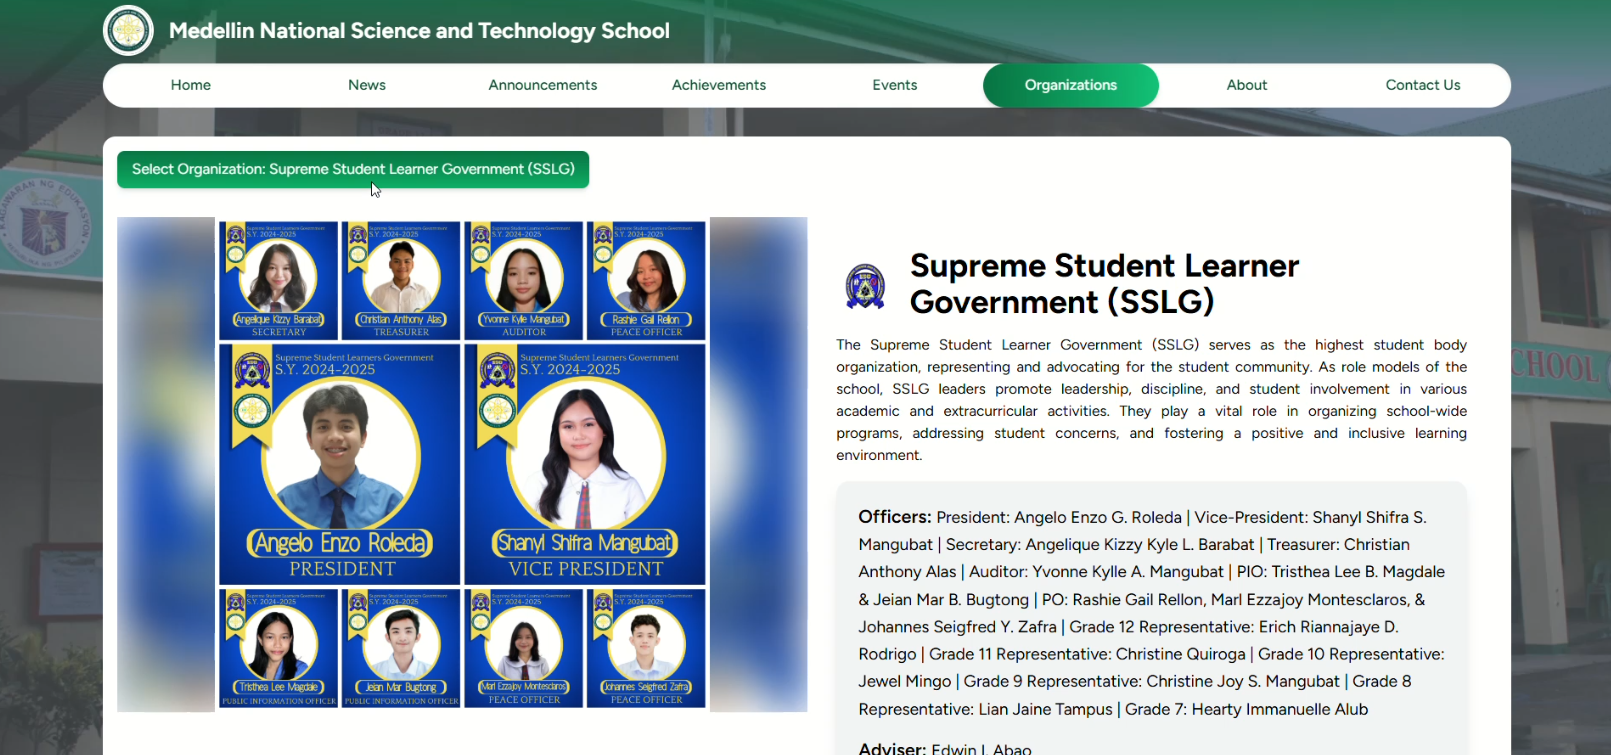 Medellin National Science and Technology School
Home
News
Announcements
Achievements
Events
Organizations
About
Contact Us
Select Organization: Supreme Student Learner Government (SSLG)
Supreme Student Learners Government
S.Y. 2024-2025
Angelique Kizzy Barabat
SECRETARY
Supreme Student Learners Government
S.Y. 2024-2025
Christian Anthony Alas
TREASURER
Supreme Student Learners Government
S.Y. 2024-2025
Yvonne Kylle Mangubat
AUDITOR
Supreme Student Learners Government
S.Y. 2024-2025
Rashie Gail Rellon
PEACE OFFICER
Supreme Student Learners Government
S.Y. 2024-2025
Angelo Enzo Roleda
PRESIDENT
Supreme Student Learners Government
S.Y. 2024-2025
Shanyl Shifra Mangubat
VICE PRESIDENT
Supreme Student Learners Government
S.Y. 2024-2025
Tristhea Lee Magdale
PUBLIC INFORMATION OFFICER
Supreme Student Learners Government
S.Y. 2024-2025
Jeian Mar Bugtong
PUBLIC INFORMATION OFFICER
Supreme Student Learners Government
S.Y. 2024-2025
Marl Ezzajoy Montesclaros
PEACE OFFICER
Supreme Student Learners Government
S.Y. 2024-2025
Johannes Seigfred Zafra
PEACE OFFICER
Supreme Student Learner
Government (SSLG)
The Supreme Student Learner Government (SSLG) serves as the highest student body
organization, representing and advocating for the student community. As role models of the
school, SSLG leaders promote leadership, discipline, and student involvement in various
academic and extracurricular activities. They play a vital role in organizing school-wide
programs, addressing student concerns, and fostering a positive and inclusive learning
environment.
Officers: President: Angelo Enzo G. Roleda | Vice-President: Shanyl Shifra S.
Mangubat | Secretary: Angelique Kizzy Kyle L. Barabat | Treasurer: Christian
Anthony Alas | Auditor: Yvonne Kylle A. Mangubat | PIO: Tristhea Lee B. Magdale
& Jeian Mar B. Bugtong | PO: Rashie Gail Rellon, Marl Ezzajoy Montesclaros, &
Johannes Seigfred Y. Zafra | Grade 12 Representative: Erich Riannajaye D.
Rodrigo | Grade 11 Representative: Christine Quiroga | Grade 10 Representative:
Jewel Mingo | Grade 9 Representative: Christine Joy S. Mangubat | Grade 8
Representative: Lian Jaine Tampus | Grade 7: Hearty Immanuelle Alub
Adviser: Edwin I. Abao
KAGAWARAN NG EDUKASYON
CHOOL